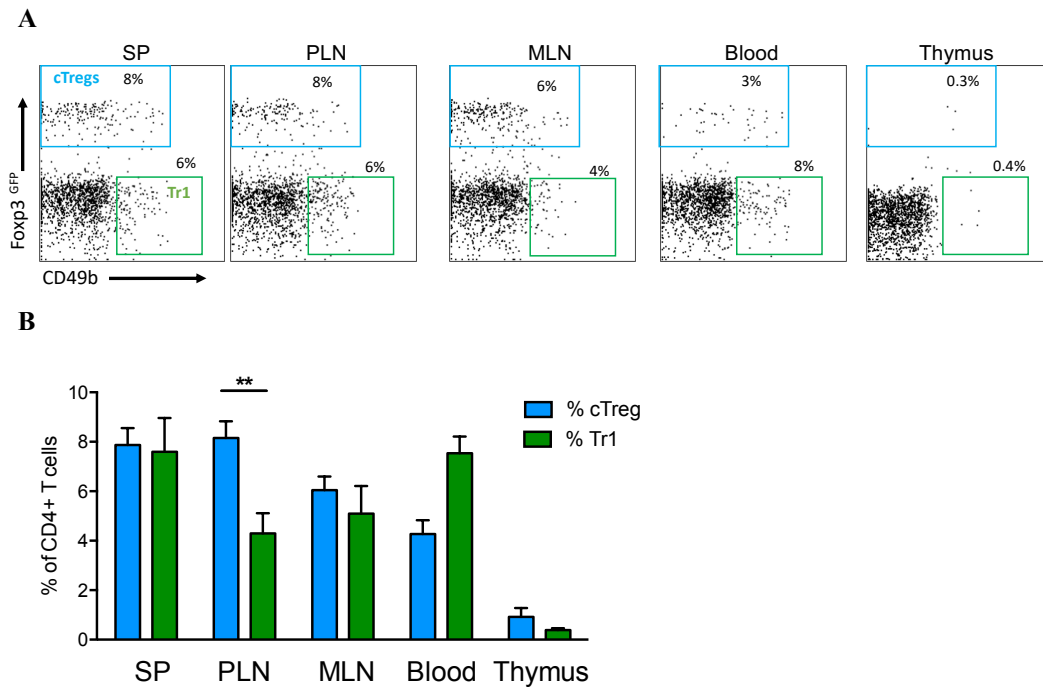 A
SP PLN MLN Blood Thymus
cTregs 8% 8% 6% 3% 0.3%
6% 6% 4% 8% 0.4%
Tr1
Foxp3 GFP
CD49b
B
**
% cTreg
% Tr1
% of CD4+ T cells
10
8
6
4
2
0
SP PLN MLN Blood Thymus